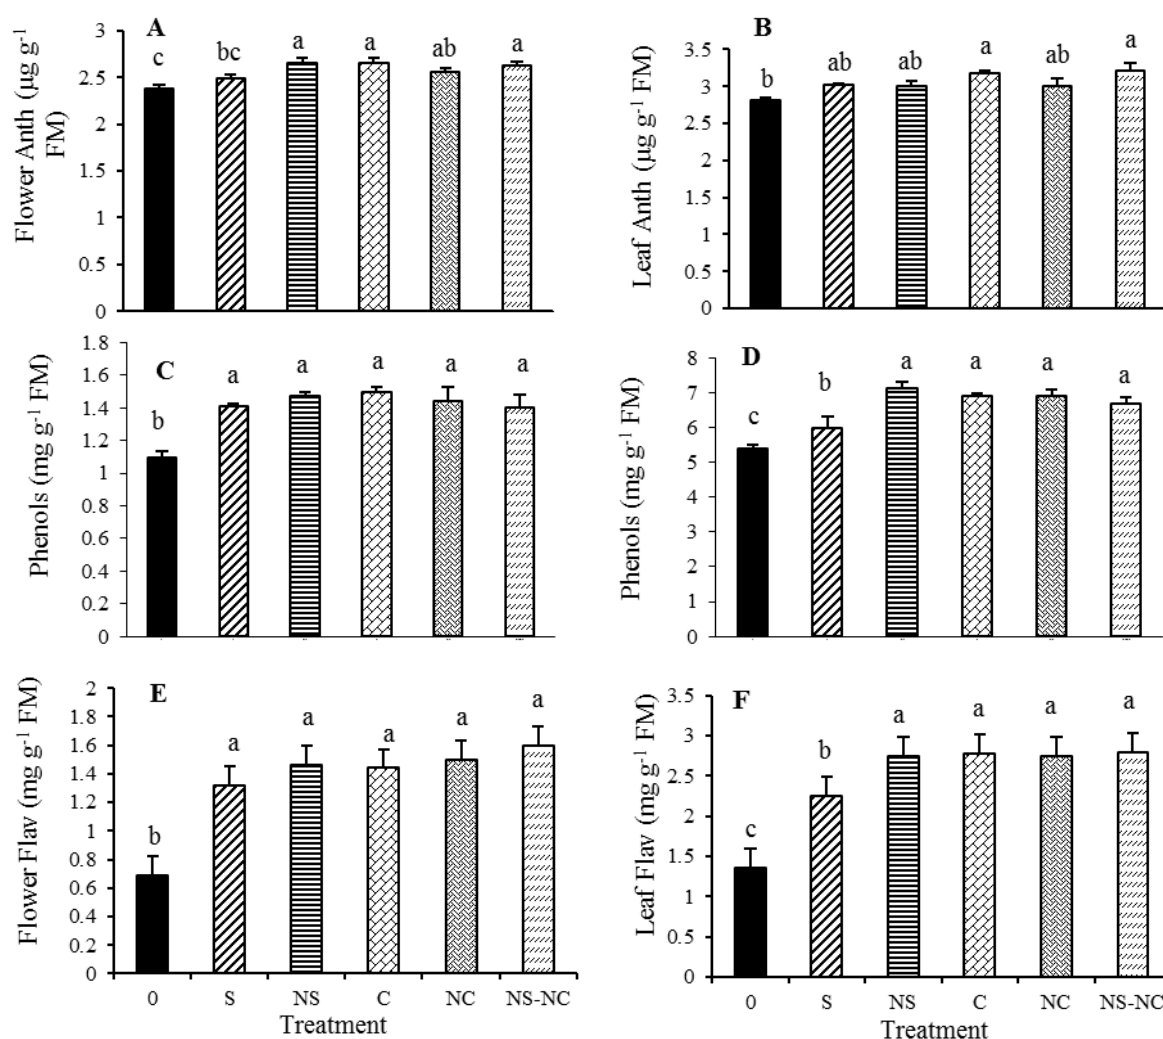 A
Flower Anth (µg g-1
FM)
3
2.5
2
1.5
1
0.5
0
c
bc
a
a
ab
a
B
Leaf Anth (µg g-1 FM)
3.5
3
2.5
2
1.5
1
0.5
0
b
ab
ab
a
ab
a
C
Phenols (mg g-1 FM)
1.8
1.6
1.4
1.2
1
0.8
0.6
0.4
0.2
0
b
a
a
a
a
a
D
Phenols (mg g-1 FM)
8
7
6
5
4
3
2
1
0
c
b
a
a
a
a
E
Flower Flav (mg g-1 FM)
2
1.8
1.6
1.4
1.2
1
0.8
0.6
0.4
0.2
0
b
a
a
a
a
a
0 S NS C NC NS-NC
Treatment
F
Leaf Flav (mg g-1 FM)
3.5
3
2.5
2
1.5
1
0.5
0
c
b
a
a
a
a
0 S NS C NC NS-NC
Treatment